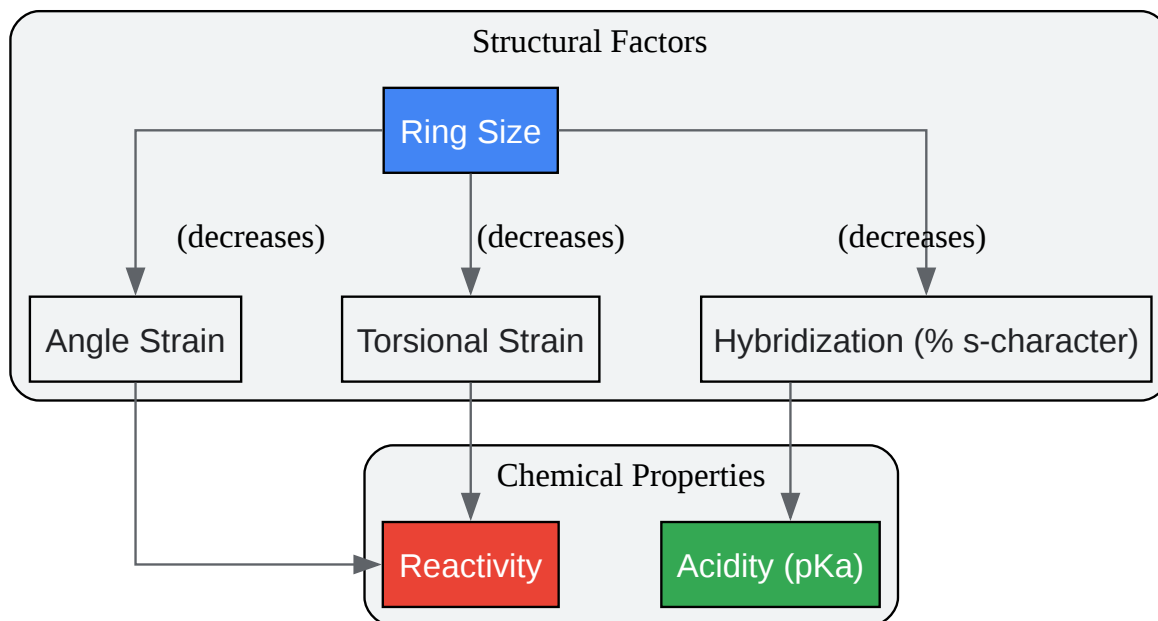 Structural Factors
Ring Size
(decreases) (decreases) (decreases)
Angle Strain Torsional Strain Hybridization (% s-character)
Chemical Properties
Reactivity Acidity (pKa)